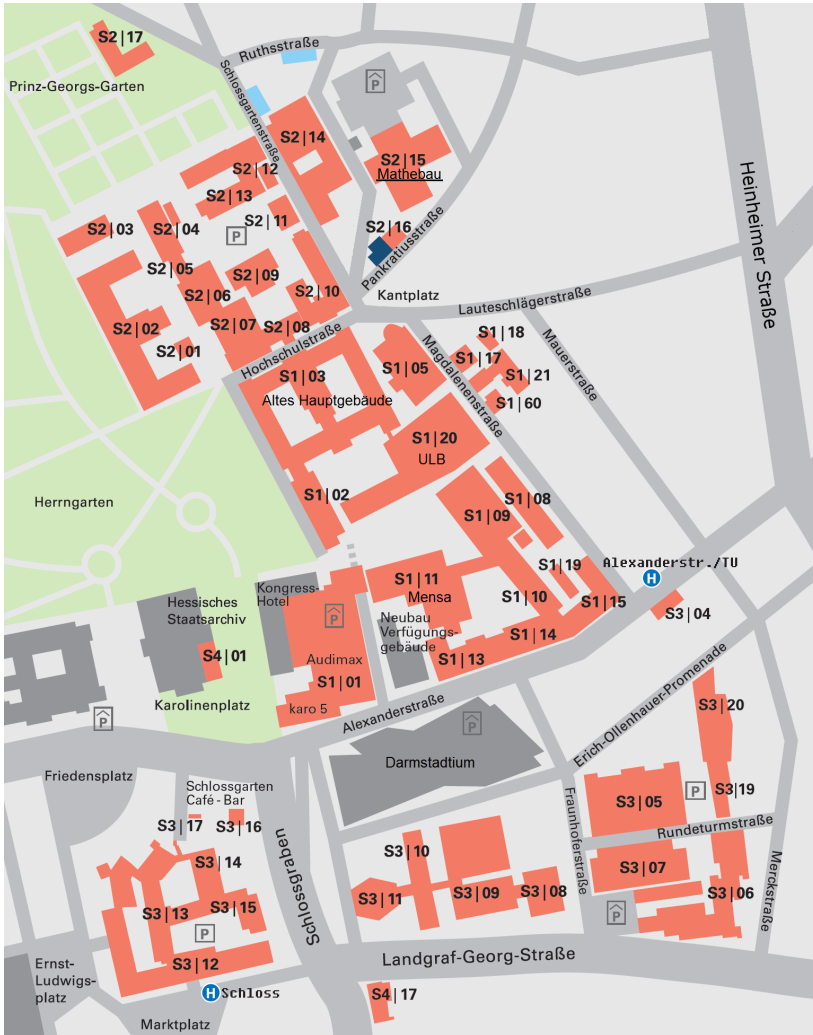 S2|17
Ruthsstraße
Prinz-Georgs-Garten
Schlossgartenstraße
P
S2|14
S2|15
Mathebau
S2|12
S2|13
S2|11
S2|16
Heinheimer Straße
S2|03
S2|04
P
S2|05
S2|09
Pankratiusstraße
S2|06
S2|10
Kantplatz
Lauteschlägerstraße
S2|02
S2|07
S2|08
S2|01
Hochschulstraße
S1|18
S1|17
Mauerstraße
S1|03
S1|05
Magdalenenstraße
S1|21
Altes Hauptgebäude
S1|60
S1|20
ULB
S1|02
S1|08
Herrngarten
S1|09
Alexanderstr./TU
H
S1|19
S1|11
Mensa
S1|10
S1|15
S3|04
Kongress-
Hotel
Hessisches
Staatsarchiv
P
Neubau
Verfügungs-
gebäude
S1|14
S4|01
Audimax
S1|13
S1|01
Karolinenplatz
karo 5
P
Alexanderstraße
P
Erich-Ollenhauer-Promenade
S3|20
Darmstadtium
Friedensplatz
Schlossgarten
Café-Bar
S3|19
P
S3|05
Fraunhoferstraße
S3|17
S3|16
Rundeturmstraße
Schlossgraben
S3|10
S3|14
S3|07
Merckstraße
S3|11
S3|09
S3|08
S3|06
S3|13
S3|15
P
P
S3|12
Landgraf-Georg-Straße
Ernst-
Ludwigs-
platz
H
Schloss
S4|17
Marktplatz